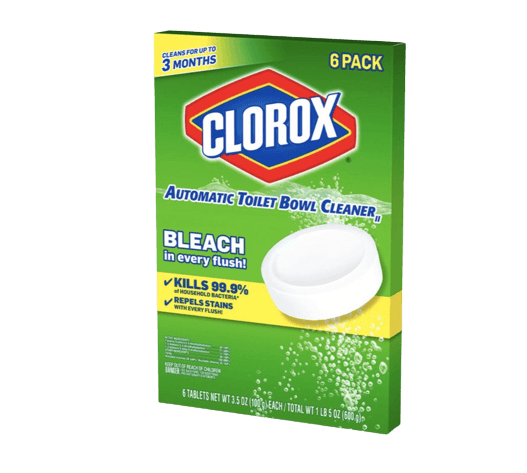 CLEANS FOR UP TO
3 MONTHS
6 PACK
CLOROX®
AUTOMATIC TOILET BOWL CLEANER II
BLEACH
in every flush!
✓ KILLS 99.9%
of HOUSEHOLD BACTERIA*
✓ REPELS STAINS
WITH EVERY FLUSH!
KEEP OUT OF REACH OF CHILDREN
DANGER:
6 TABLETS NET WT 3.5 OZ (100 g) EACH / TOTAL WT 1 LB 5 OZ (600 g)